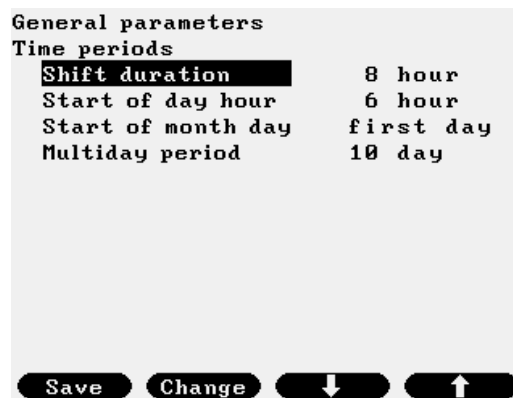 General parameters
Time periods
Shift duration 8 hour
Start of day hour 6 hour
Start of month day first day
Multiday period 10 day
Save Change ↓ ↑